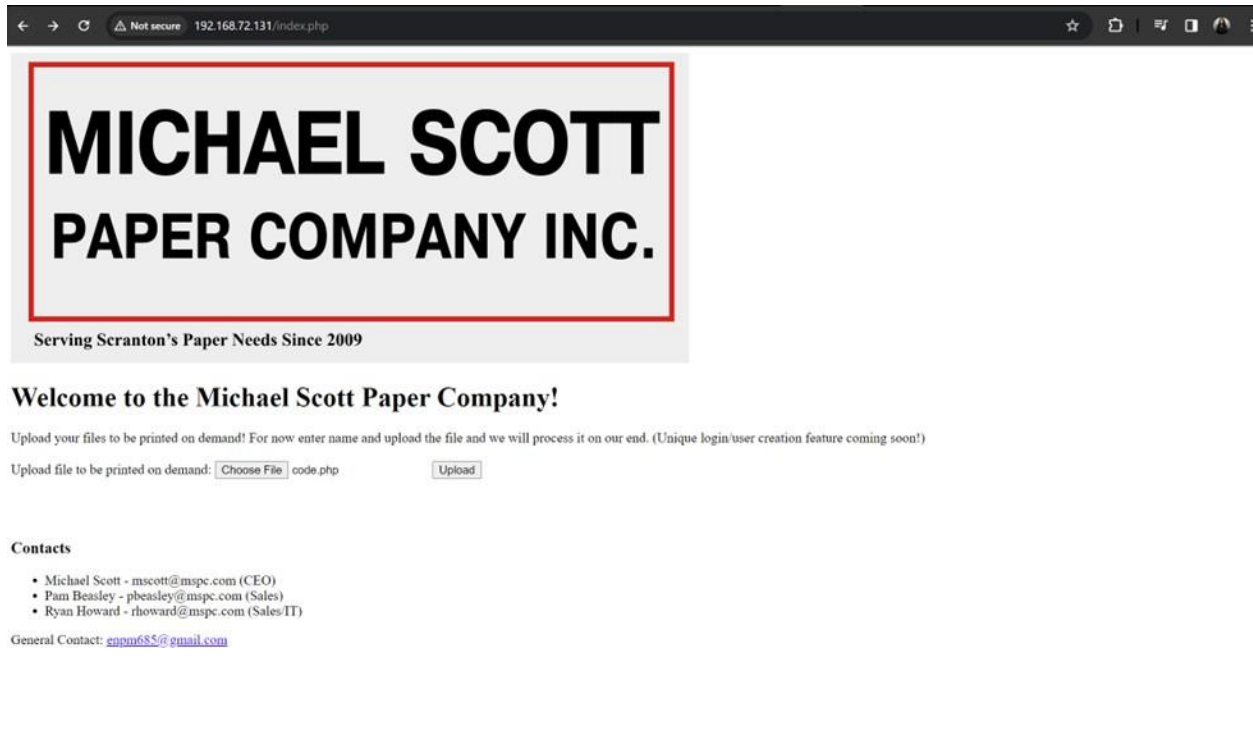 Not secure 192.168.72.131/index.php
MICHAEL SCOTT
PAPER COMPANY INC.
Serving Scranton's Paper Needs Since 2009
Welcome to the Michael Scott Paper Company!
Upload your files to be printed on demand! For now enter name and upload the file and we will process it on our end. (Unique login/user creation feature coming soon!)
Upload file to be printed on demand: Choose File code.php Upload
Contacts
• Michael Scott - mscott@mspc.com (CEO)
• Pam Beasley - pbeasley@mspc.com (Sales)
• Ryan Howard - rhoward@mspc.com (Sales/IT)
General Contact: enpm685@gmail.com